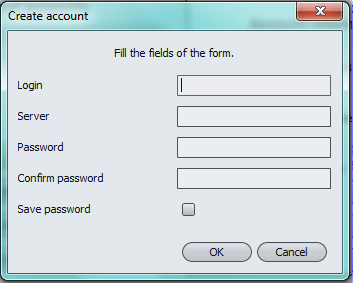 Create account
Fill the fields of the form.
Login
Server
Password
Confirm password
Save password
OK Cancel